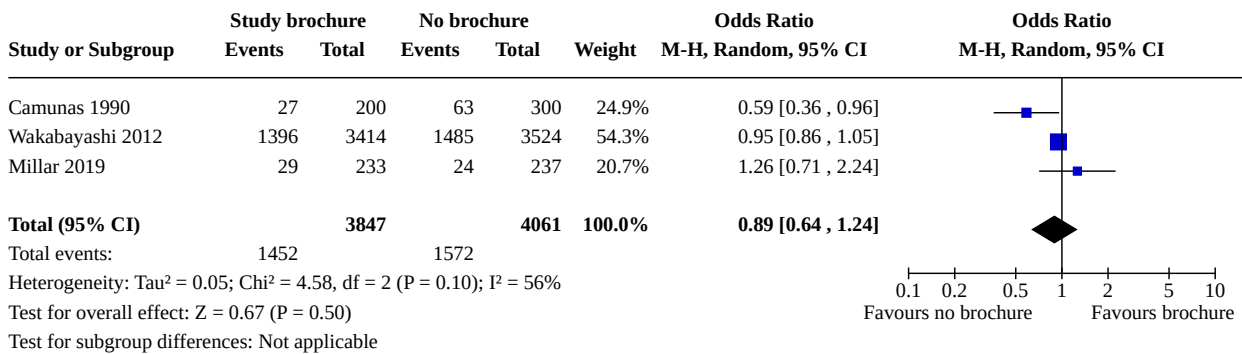 Study brochure No brochure Odds Ratio Odds Ratio
Study or Subgroup Events Total Events Total Weight M-H, Random, 95% CI M-H, Random, 95% CI
Camunas 1990 27 200 63 300 24.9% 0.59 [0.36 , 0.96]
Wakabayashi 2012 1396 3414 1485 3524 54.3% 0.95 [0.86 , 1.05]
Millar 2019 29 233 24 237 20.7% 1.26 [0.71 , 2.24]
Total (95% CI) 3847 4061 100.0% 0.89 [0.64 , 1.24]
Total events: 1452 1572
Heterogeneity: Tau² = 0.05; Chi² = 4.58, df = 2 (P = 0.10); I² = 56%
0.1 0.2 0.5 1 2 5 10
Test for overall effect: Z = 0.67 (P = 0.50) Favours no brochure Favours brochure
Test for subgroup differences: Not applicable